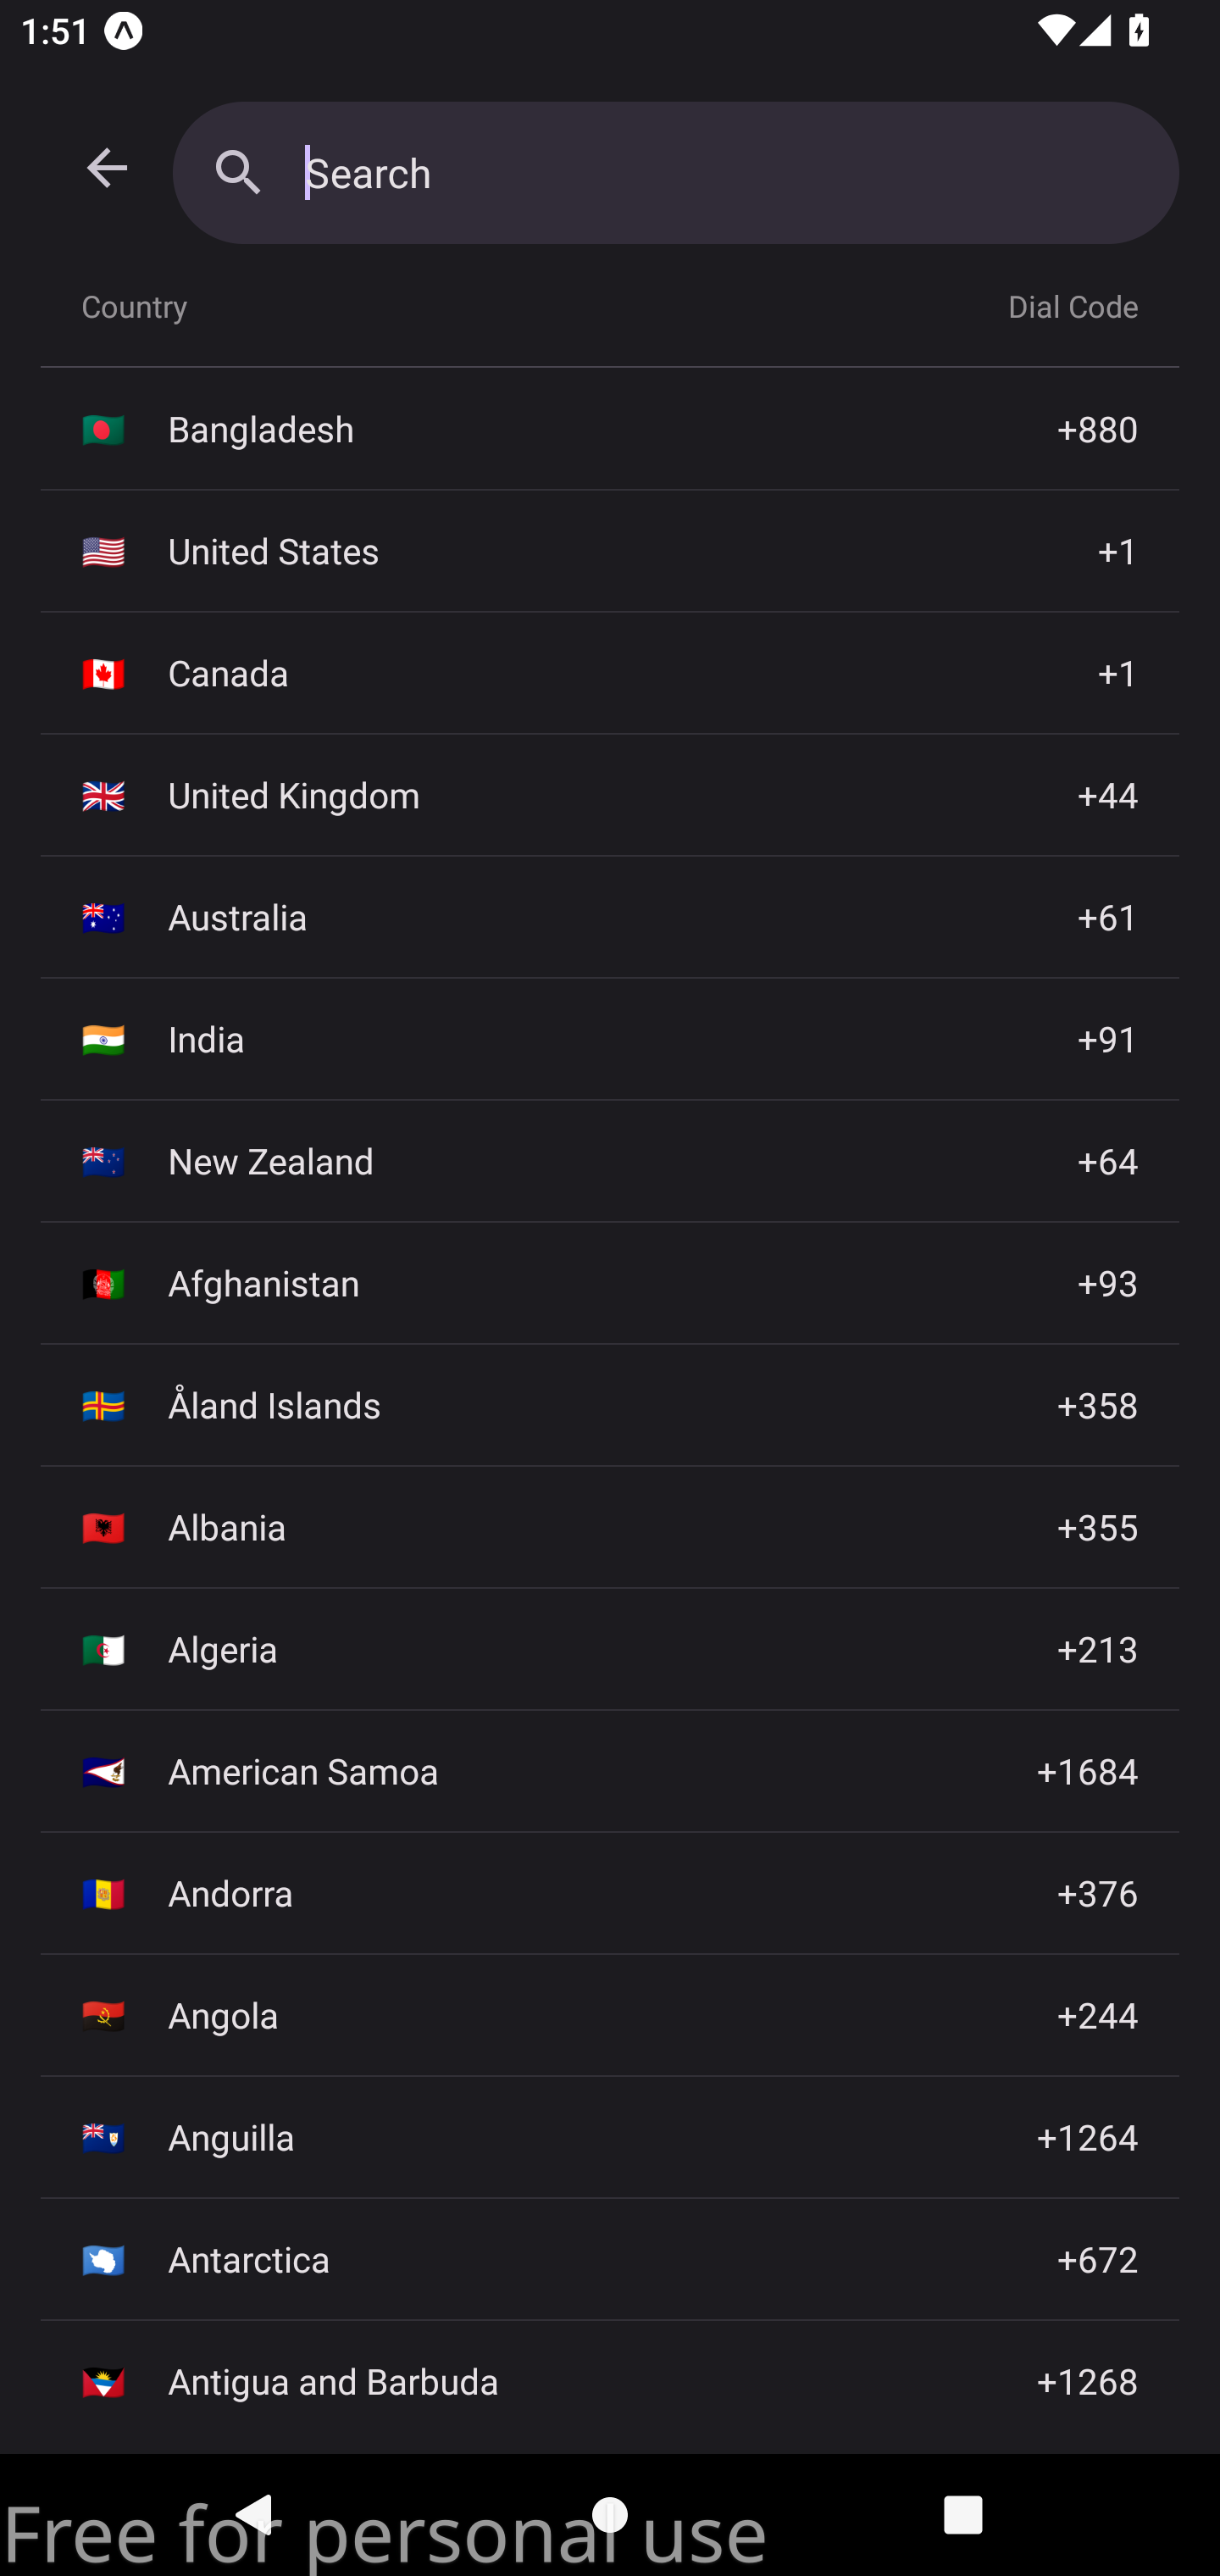 1:51
Search
Country Dial Code
Bangladesh +880
United States +1
Canada +1
United Kingdom +44
Australia +61
India +91
New Zealand +64
Afghanistan +93
Åland Islands +358
Albania +355
Algeria +213
American Samoa +1684
Andorra +376
Angola +244
Anguilla +1264
Antarctica +672
Antigua and Barbuda +1268
Free for personal use